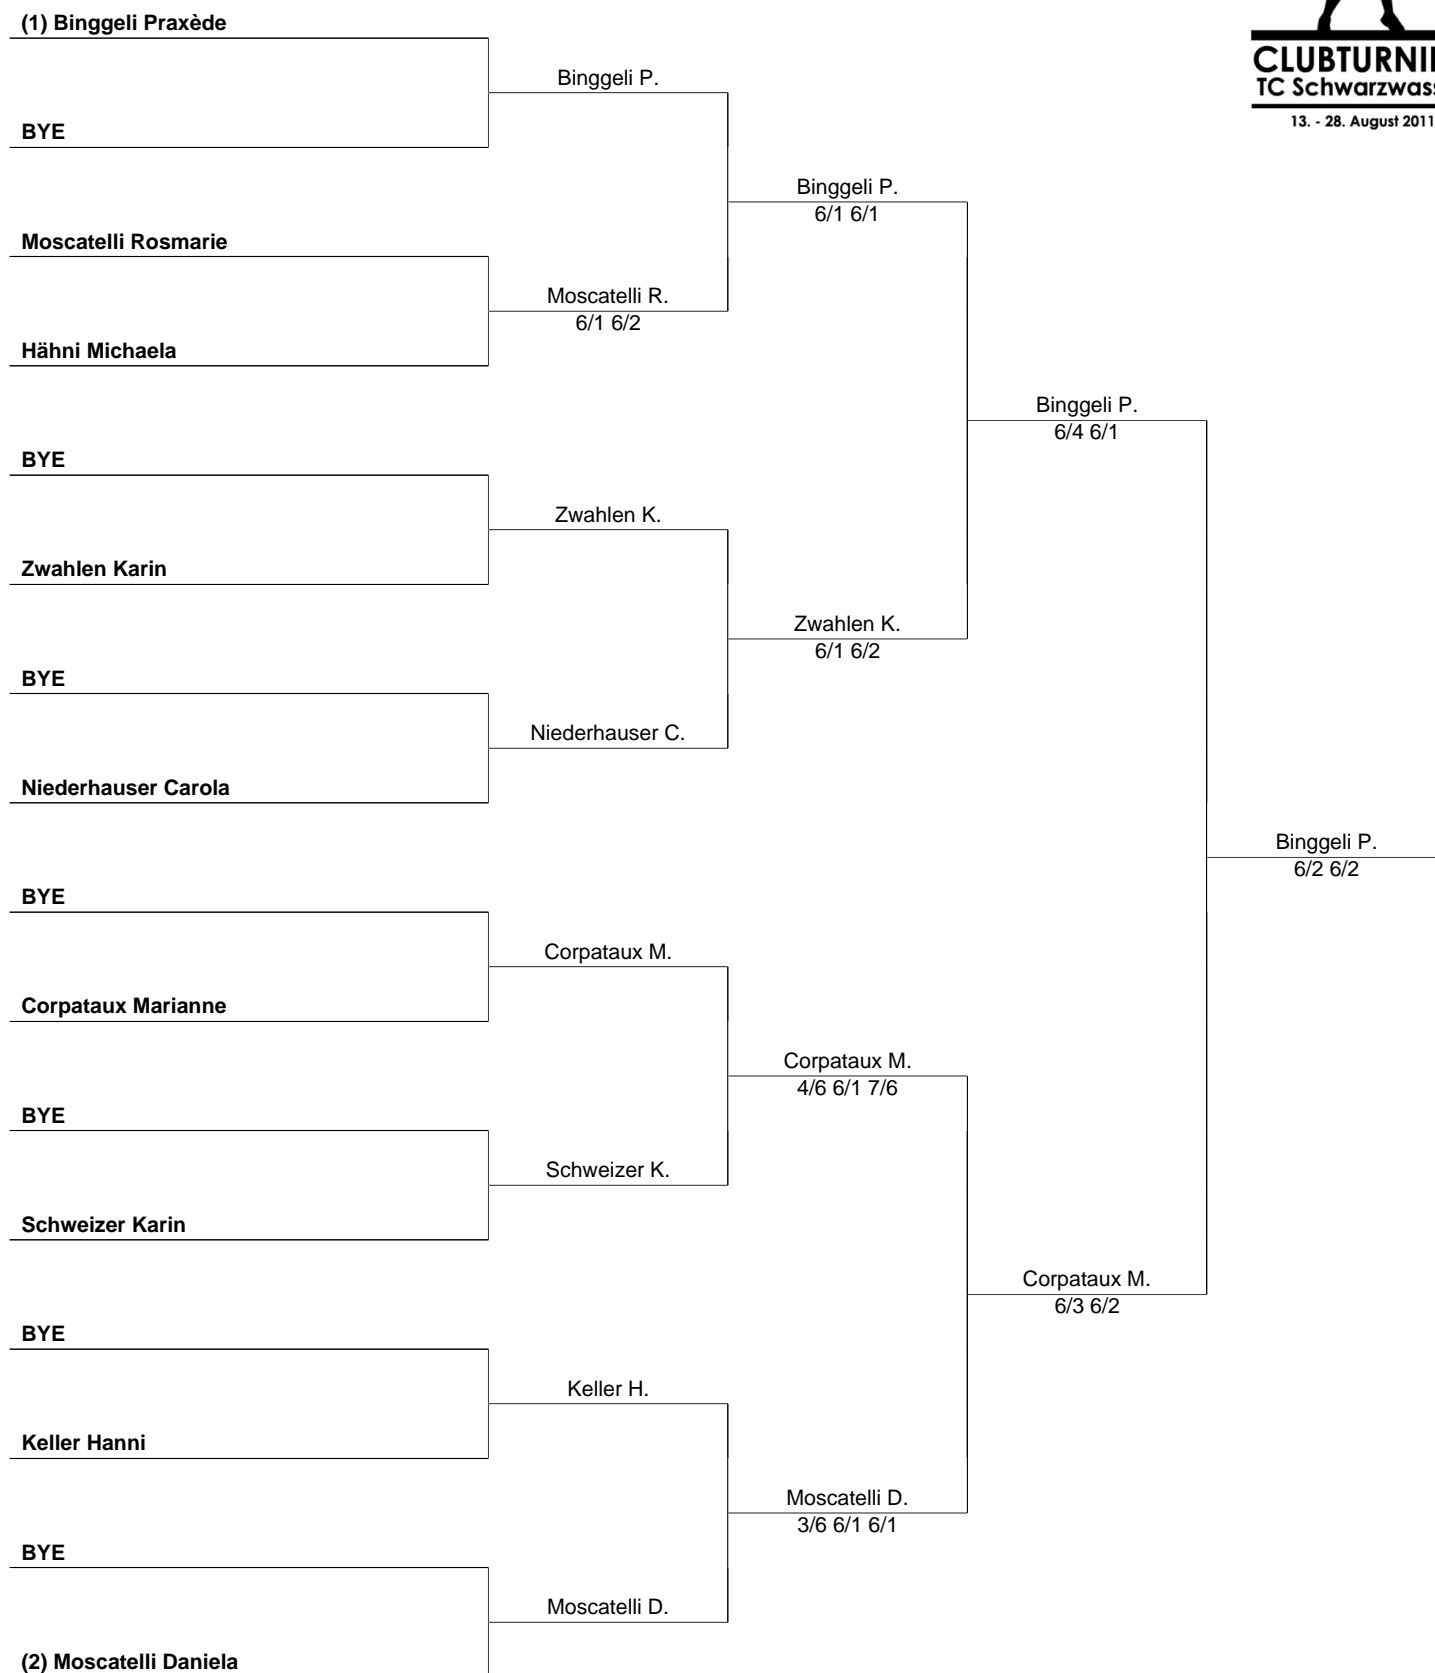 (1) Binggeli Praxède
BYE
Moscatelli Rosmarie
Hähni Michaela
BYE
Zwahlen Karin
BYE
Niederhauser Carola
BYE
Corpataux Marianne
BYE
Schweizer Karin
BYE
Keller Hanni
BYE
(2) Moscatelli Daniela
Binggeli P.
Moscatelli R.
6/1 6/2
Zwahlen K.
Niederhauser C.
Corpataux M.
Schweizer K.
Keller H.
Moscatelli D.
Binggeli P.
6/1 6/1
Zwahlen K.
6/1 6/2
Corpataux M.
4/6 6/1 7/6
Moscatelli D.
3/6 6/1 6/1
Binggeli P.
6/4 6/1
Corpataux M.
6/3 6/2
Binggeli P.
6/2 6/2
CLUBTURNI
TC Schwarzwas
13. - 28. August 2011